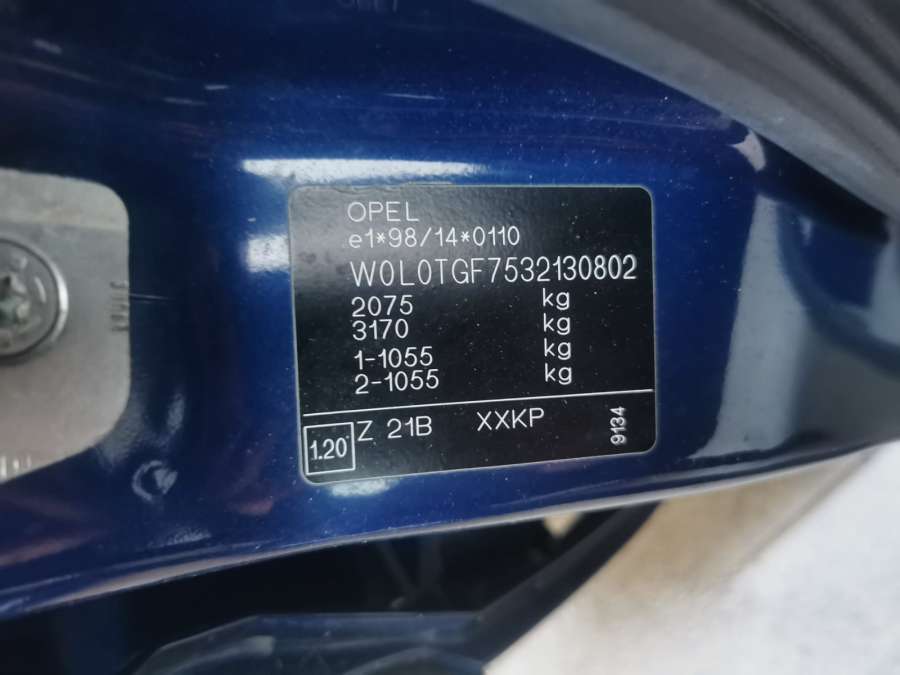 OPEL
e1*98/14*0110
W0L0TGF7532130802
2075 kg
3170 kg
1-1055 kg
2-1055 kg
1.20 Z 21B XXKP 9134